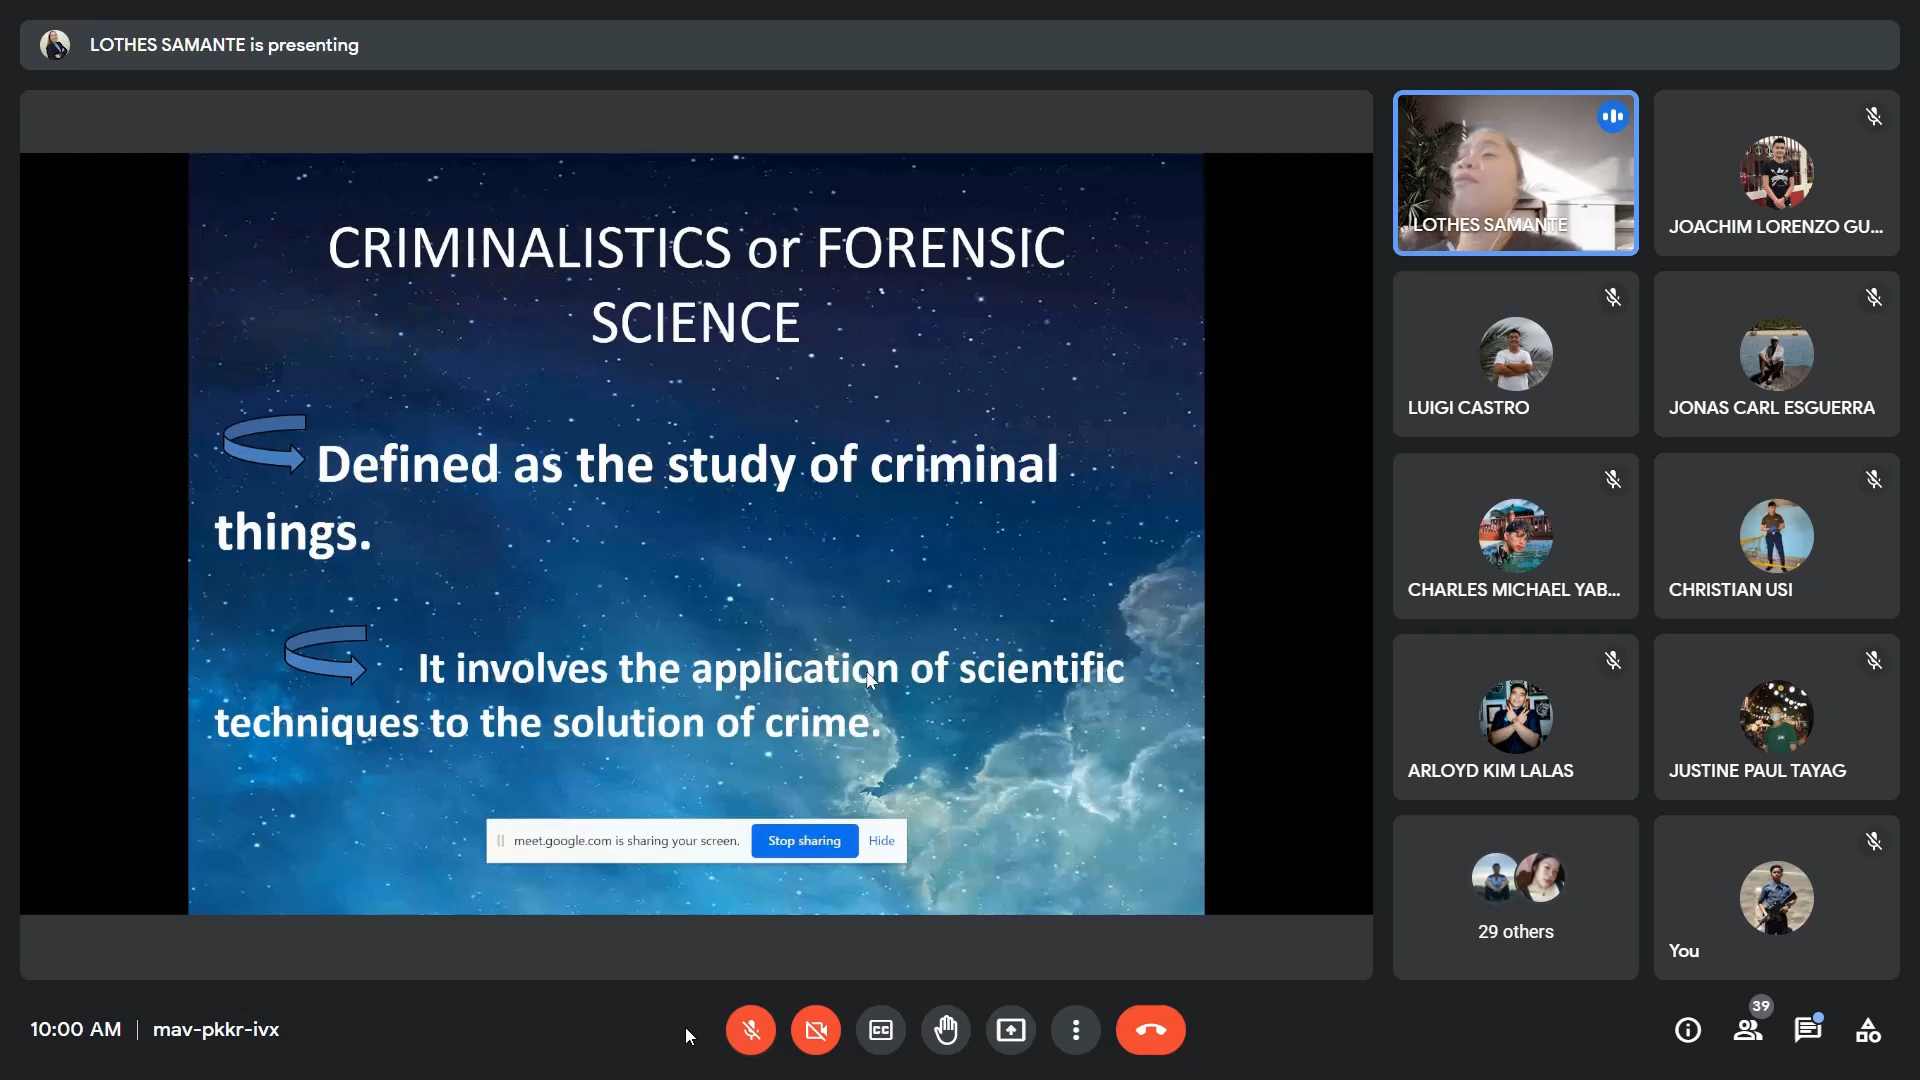 LOTHES SAMANTE is presenting
CRIMINALISTICS or FORENSIC
SCIENCE
Defined as the study of criminal
things.
It involves the application of scientific
techniques to the solution of crime.
meet.google.com is sharing your screen. Stop sharing Hide
LOTHES SAMANTE
JOACHIM LORENZO GU...
LUIGI CASTRO
JONAS CARL ESGUERRA
CHARLES MICHAEL YAB...
CHRISTIAN USI
ARLOYD KIM LALAS
JUSTINE PAUL TAYAG
29 others
You
10:00 AM | mav-pkkr-ivx
CC
39